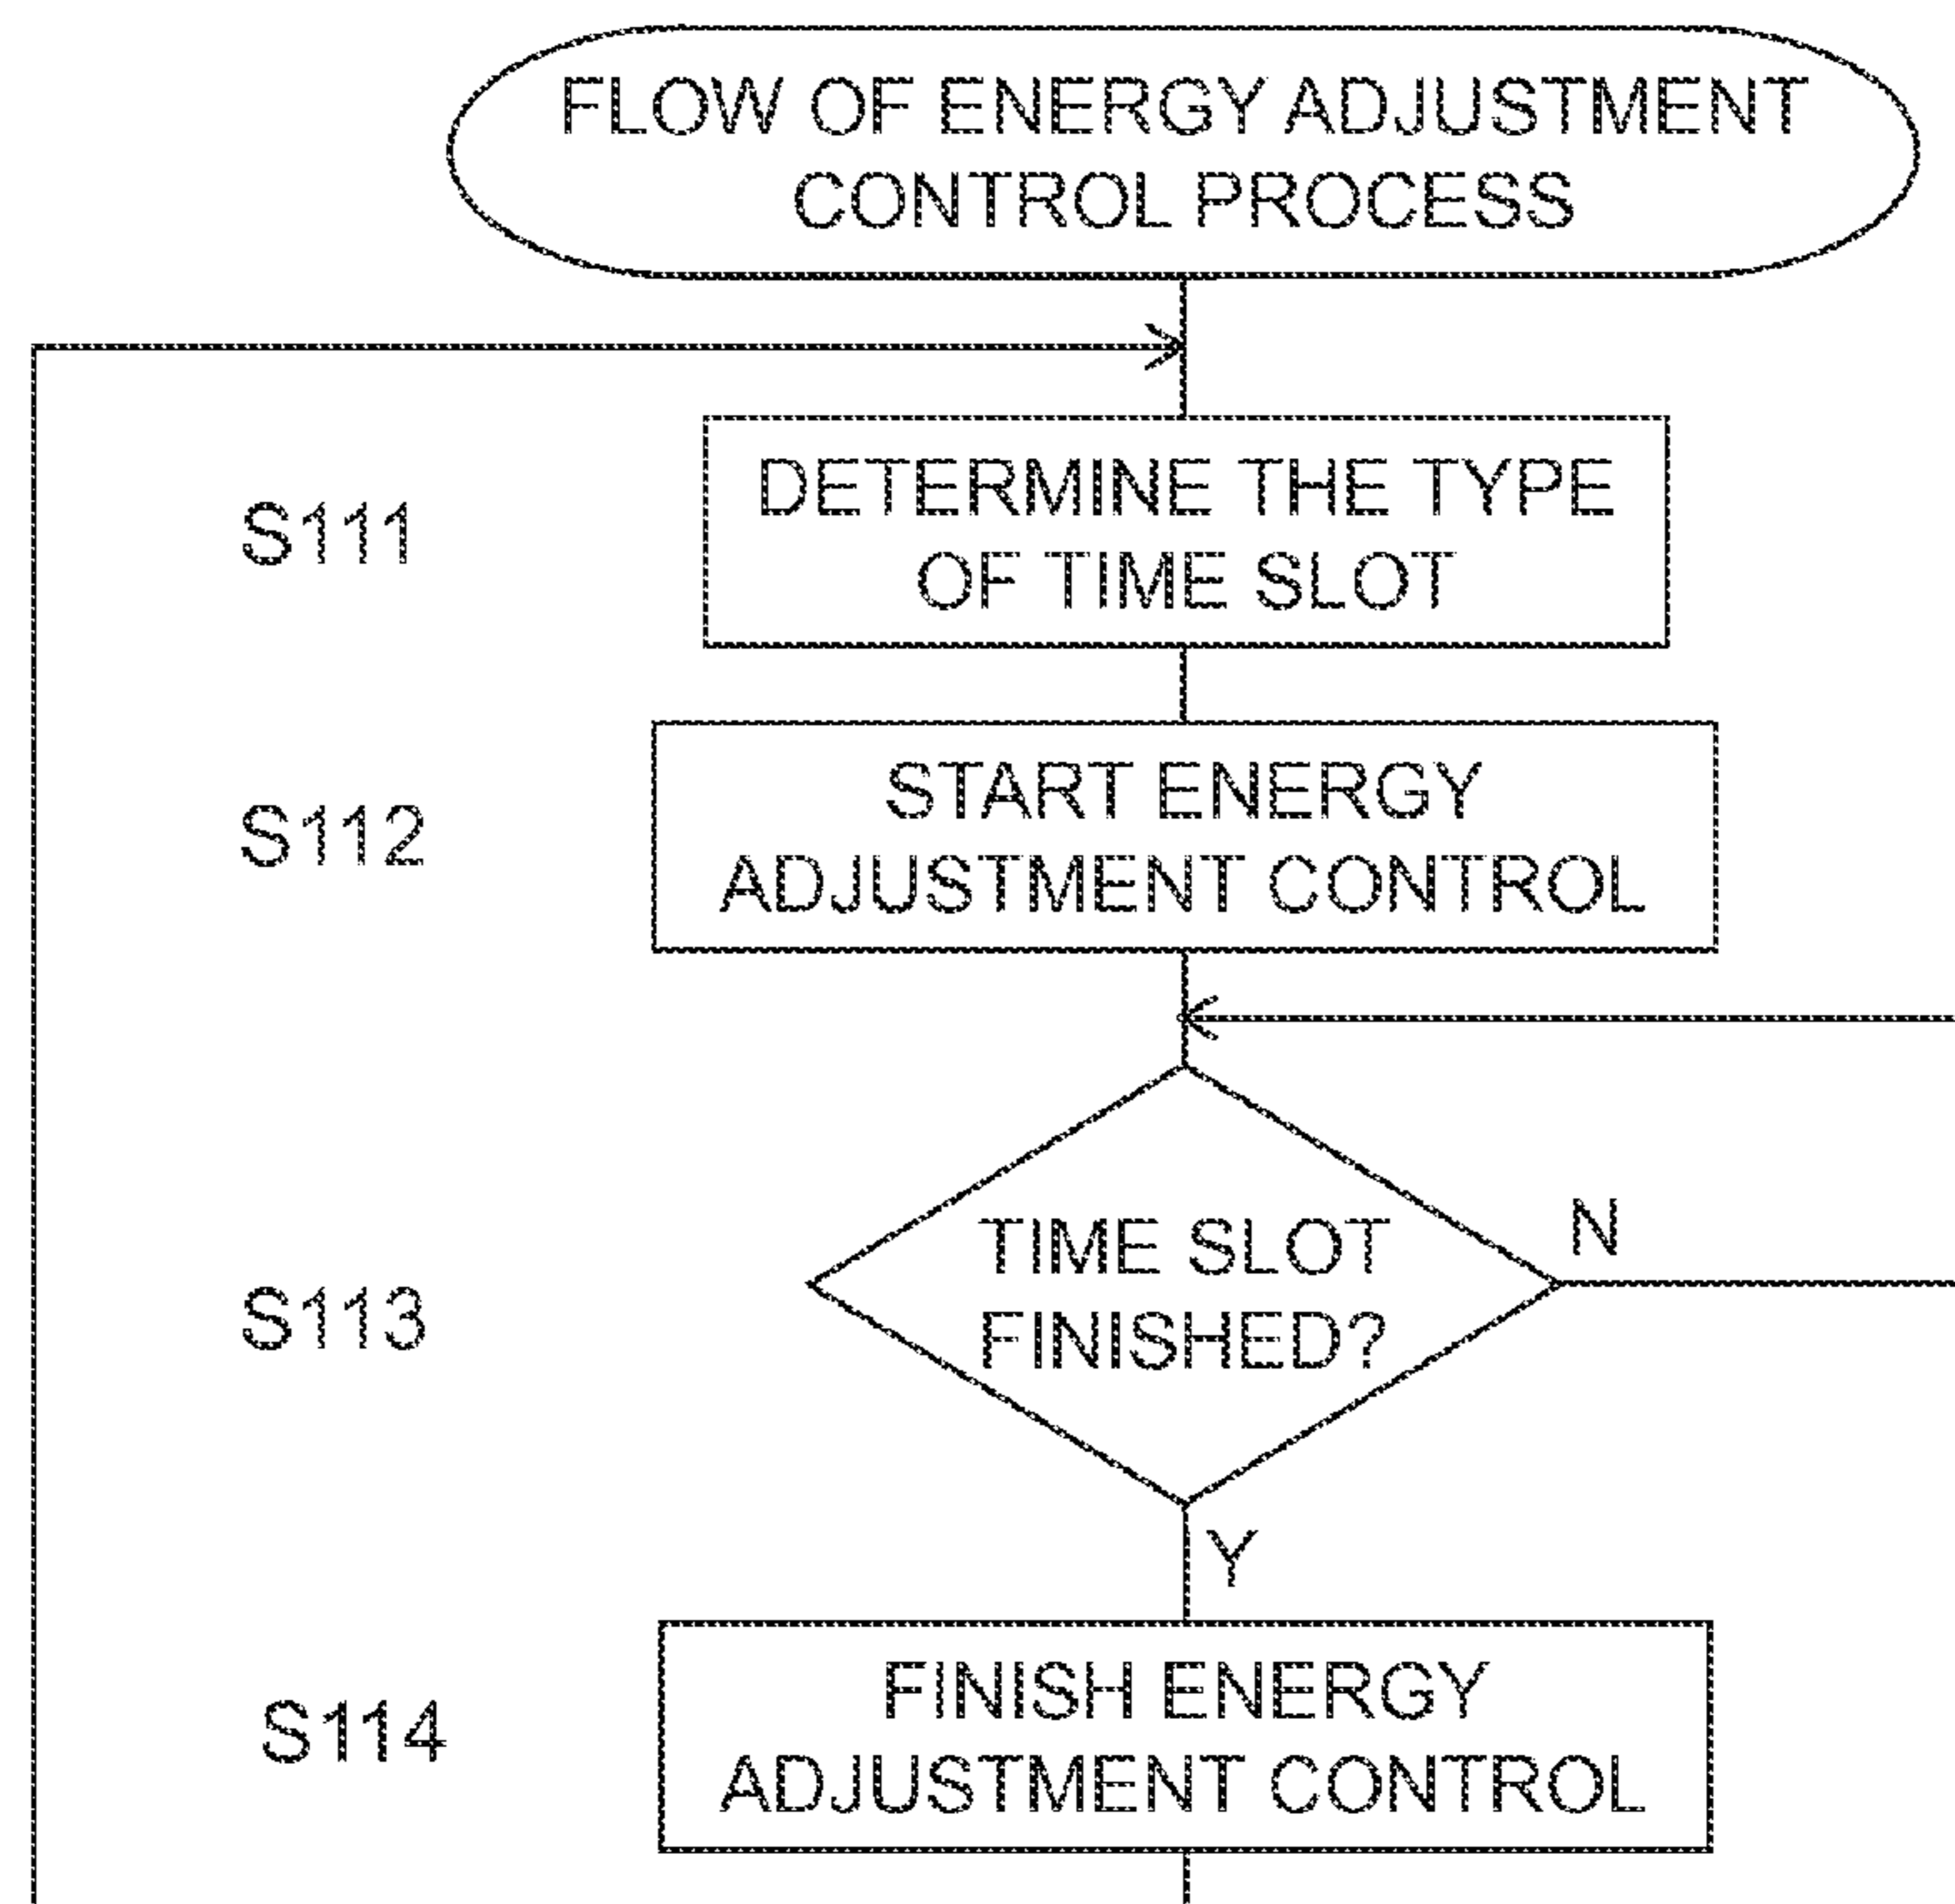 FLOW OF ENERGY ADJUSTMENT
CONTROL PROCESS
S111
DETERMINE THE TYPE
OF TIME SLOT
S112
START ENERGY
ADJUSTMENT CONTROL
S113
TIME SLOT
FINISHED?
N
Y
S114
FINISH ENERGY
ADJUSTMENT CONTROL